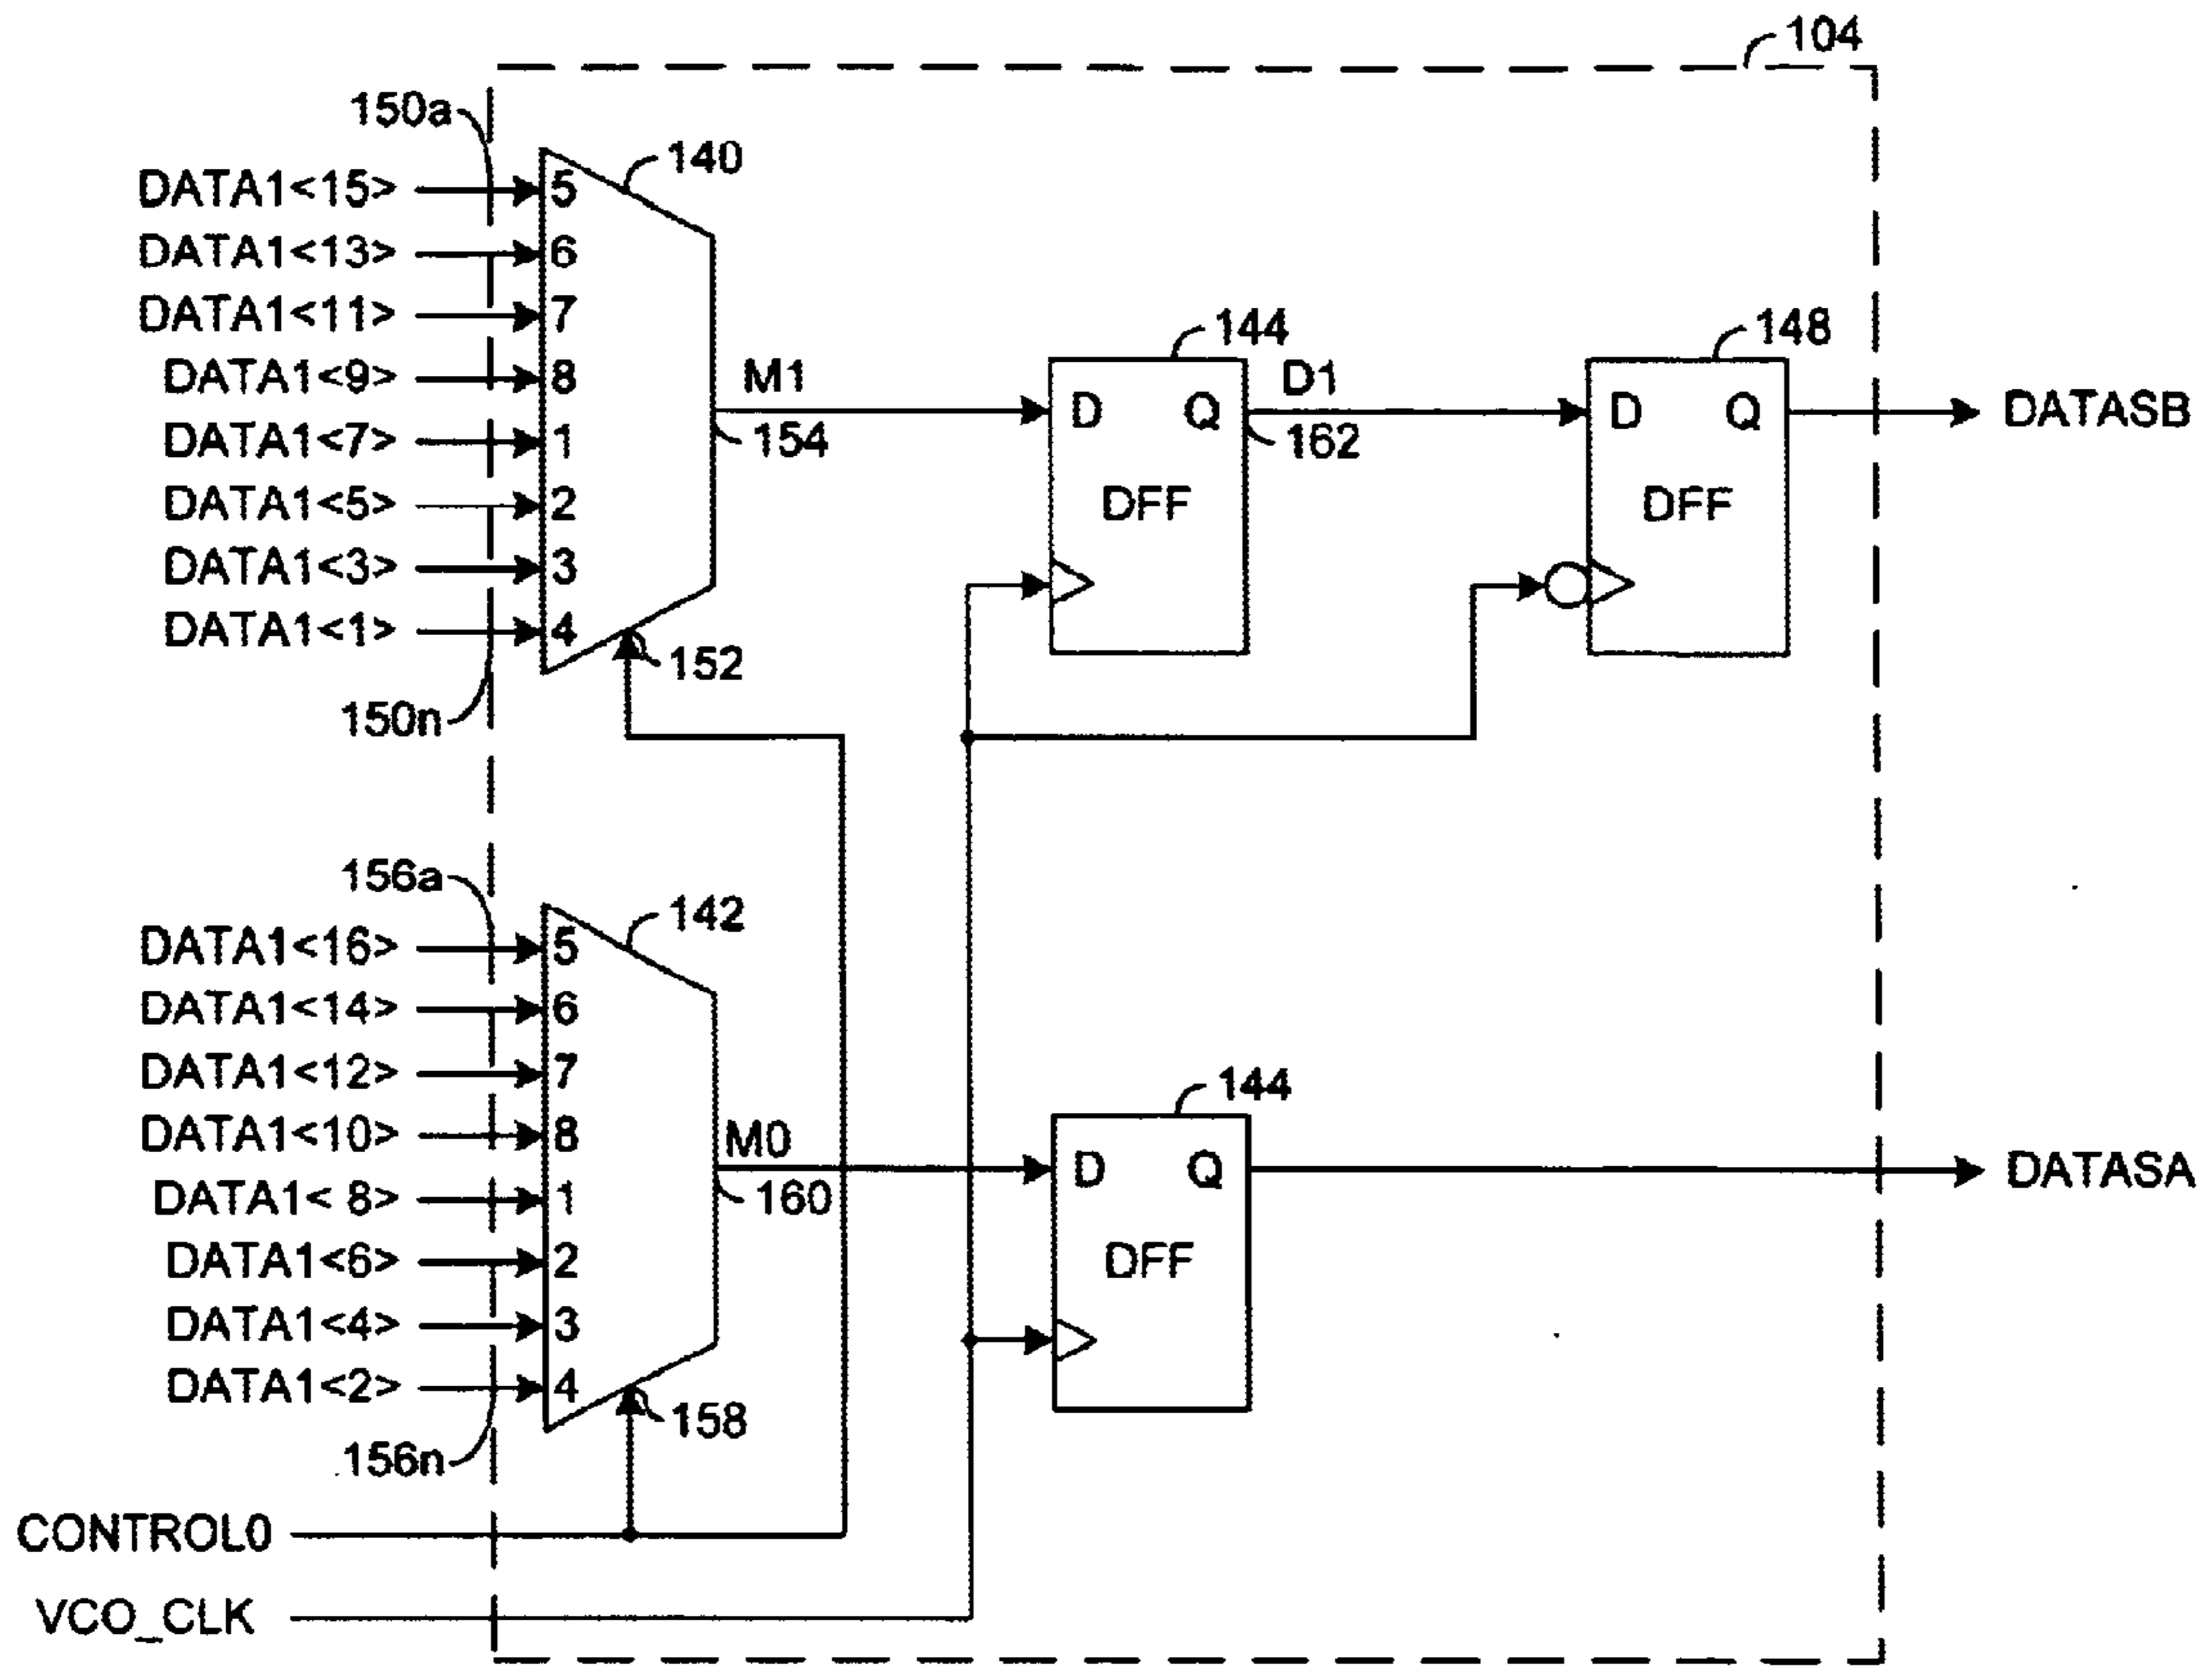 104
150a
140
DATA1<15> 5
DATA1<13> 6
DATA1<11> 7
DATA1<9> 8
DATA1<7> 1
DATA1<5> 2
DATA1<3> 3
DATA1<1> 4
150n
152
M1
154
144
D Q
DFF
D1
162
148
D Q
DFF
DATASB
156a
142
DATA1<16> 5
DATA1<14> 6
DATA1<12> 7
DATA1<10> 8
DATA1< 8> 1
DATA1<6> 2
DATA1<4> 3
DATA1<2> 4
156n
158
M0
160
144
D Q
DFF
DATASA
CONTROL0
VCO_CLK